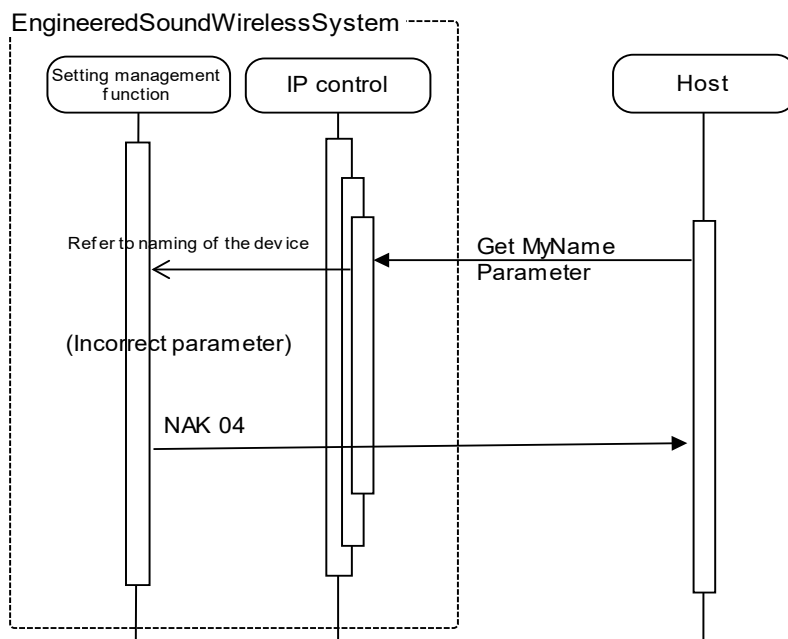 EngineeredSoundWirelessSystem
Setting management
function
IP control
Host
Refer to naming of the device
Get MyName
Parameter
(Incorrect parameter)
NAK 04